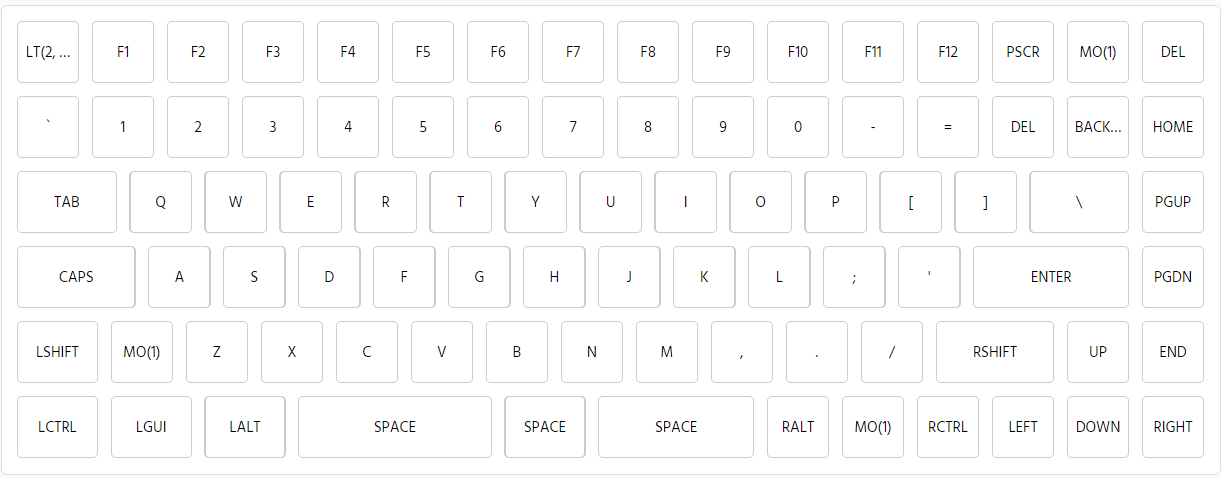 LT(2, ... F1 F2 F3 F4 F5 F6 F7 F8 F9 F10 F11 F12 PSCR MO(1) DEL
` 1 2 3 4 5 6 7 8 9 0 - = DEL BACK... HOME
TAB Q W E R T Y U I O P [ ] \ PGUP
CAPS A S D F G H J K L ; ' ENTER PGDN
LSHIFT MO(1) Z X C V B N M , . / RSHIFT UP END
LCTRL LGUI LALT SPACE SPACE SPACE RALT MO(1) RCTRL LEFT DOWN RIGHT